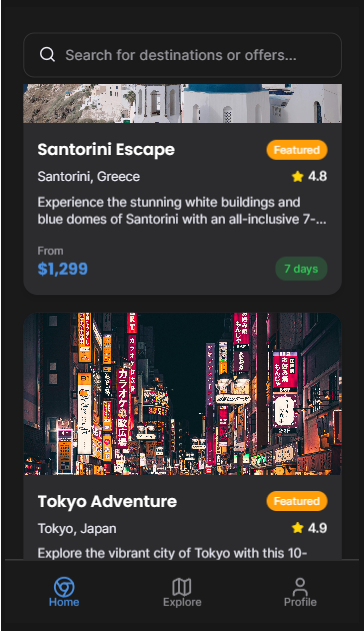 Search for destinations or offers...
Santorini Escape
Featured
Santorini, Greece
4.8
Experience the stunning white buildings and
blue domes of Santorini with an all-inclusive 7-...
From
$1,299
7 days
カラオケ
広場
Tokyo Adventure
Featured
Tokyo, Japan
4.9
Explore the vibrant city of Tokyo with this 10-
Home
Explore
Profile